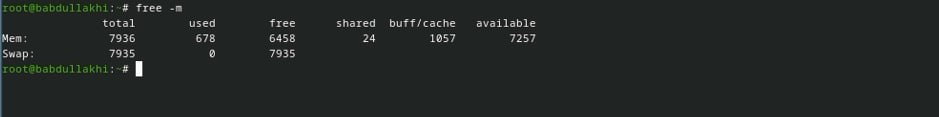 root@babdullakhi:~# free -m
total used free shared buff/cache available
Mem: 7936 678 6458 24 1057 7257
Swap: 7935 0 7935
root@babdullakhi:~#